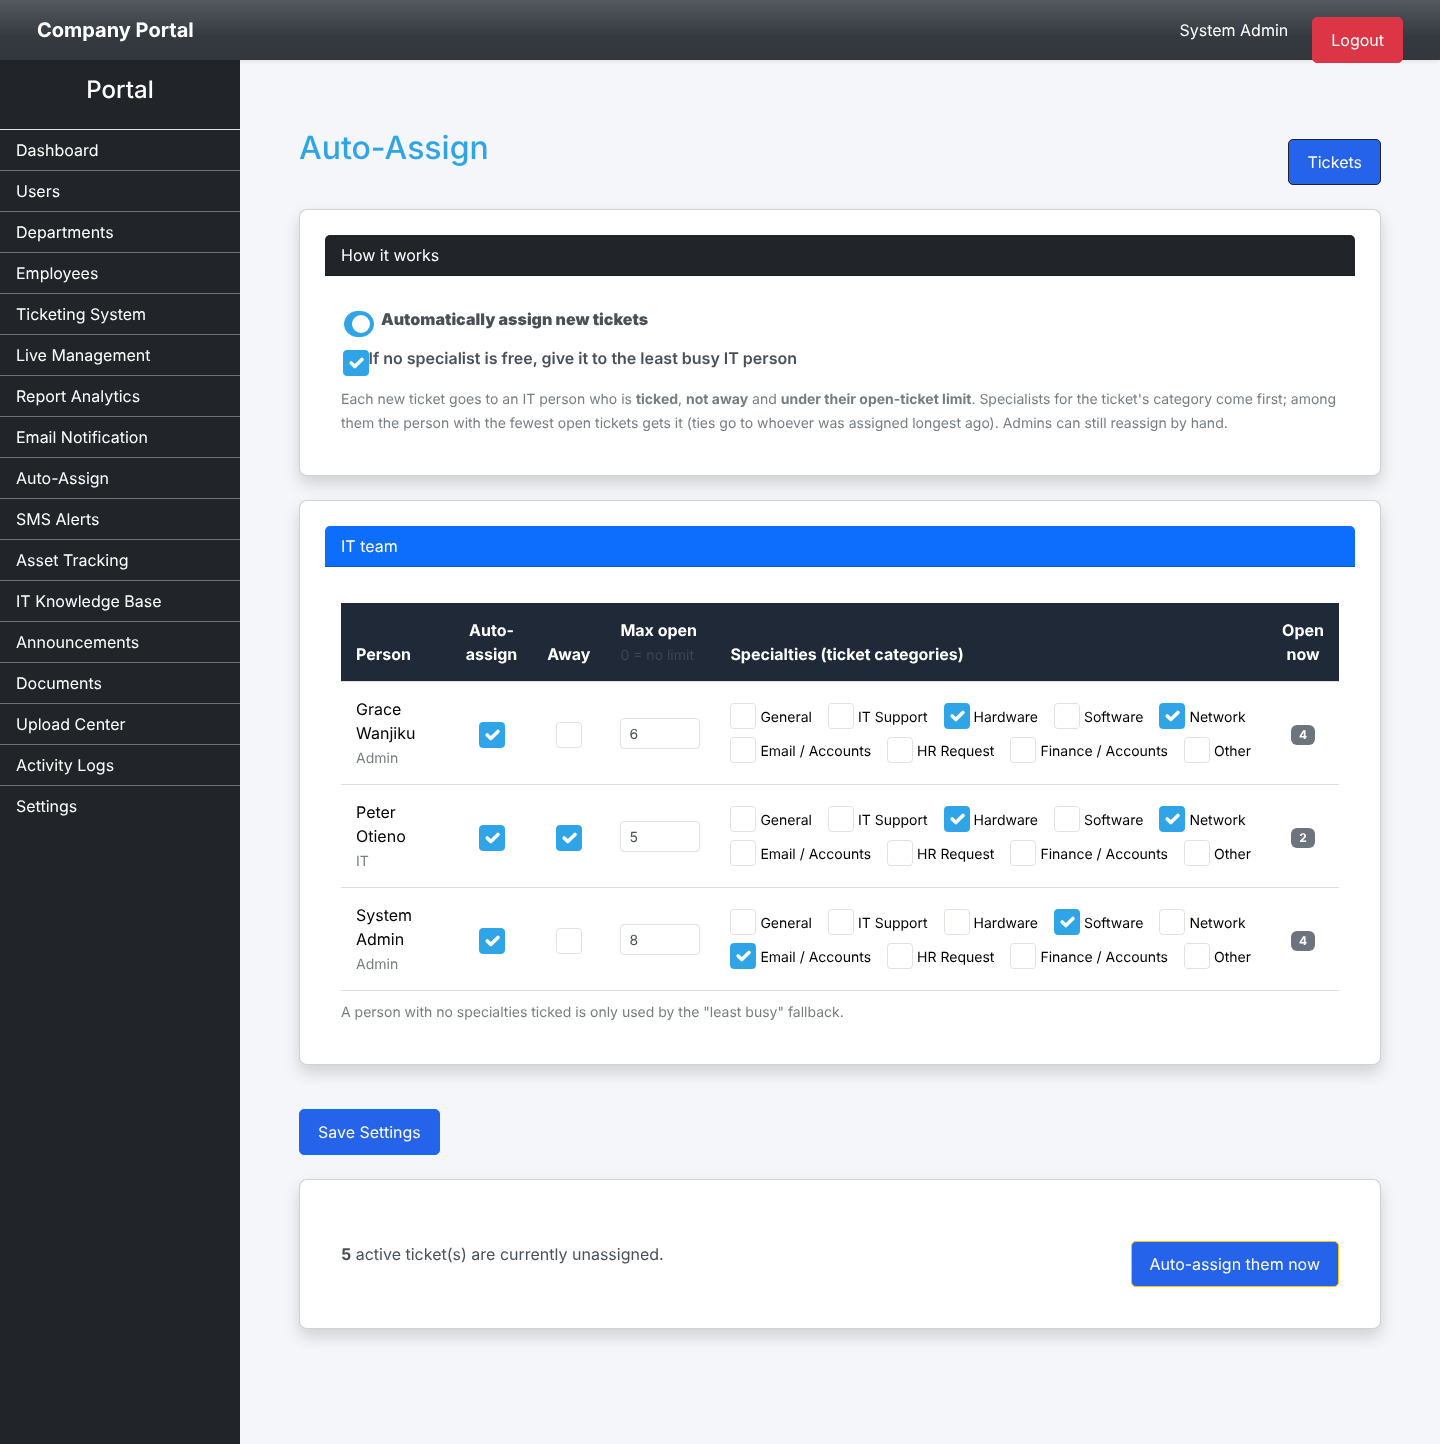 Company Portal
System Admin
Logout
Portal
Dashboard
Users
Departments
Employees
Ticketing System
Live Management
Report Analytics
Email Notification
Auto-Assign
SMS Alerts
Asset Tracking
IT Knowledge Base
Announcements
Documents
Upload Center
Activity Logs
Settings
Auto-Assign
Tickets
How it works
Automatically assign new tickets
If no specialist is free, give it to the least busy IT person
Each new ticket goes to an IT person who is ticked, not away and under their open-ticket limit. Specialists for the ticket's category come first; among
them the person with the fewest open tickets gets it (ties go to whoever was assigned longest ago). Admins can still reassign by hand.
IT team
Person
Auto-
assign
Away
Max open
0 = no limit
Specialties (ticket categories)
Open
now
Grace
Wanjiku
Admin
6
General IT Support Hardware Software Network
Email / Accounts HR Request Finance / Accounts Other
4
Peter
Otieno
IT
5
General IT Support Hardware Software Network
Email / Accounts HR Request Finance / Accounts Other
2
System
Admin
Admin
8
General IT Support Hardware Software Network
Email / Accounts HR Request Finance / Accounts Other
4
A person with no specialties ticked is only used by the "least busy" fallback.
Save Settings
5 active ticket(s) are currently unassigned.
Auto-assign them now